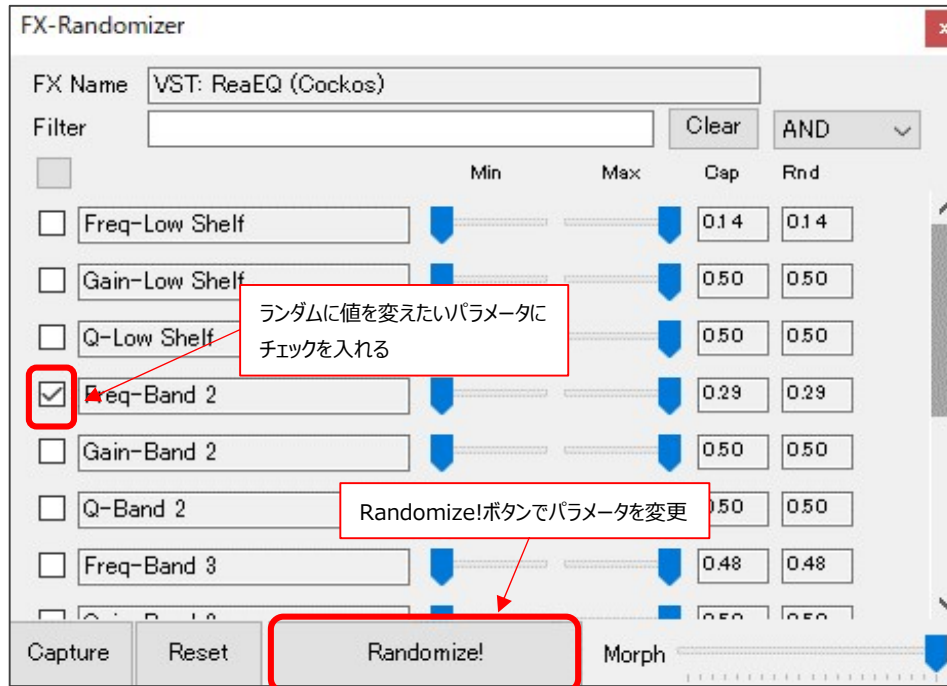 FX-Randomizer
FX Name VST: ReaEQ (Cockos)
Filter Clear AND
Min Max Cap Rnd
Freq-Low Shelf 0.14 0.14
Gain-Low Shelf 0.50 0.50
ランダムに値を変えたいパラメータに
チェックを入れる
Q-Low Shelf 0.50 0.50
Freq-Band 2 0.29 0.29
Gain-Band 2 0.50 0.50
Q-Band 2 0.50 0.50
Randomize!ボタンでパラメータを変更
Freq-Band 3 0.48 0.48
Capture Reset Randomize! Morph